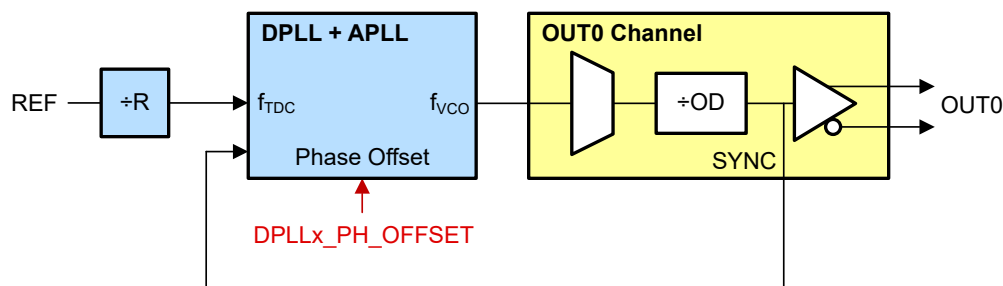 DPLL + APLL
OUT0 Channel
REF
÷R
fTDC
fVCO
÷OD
OUT0
Phase Offset
SYNC
DPLLx_PH_OFFSET